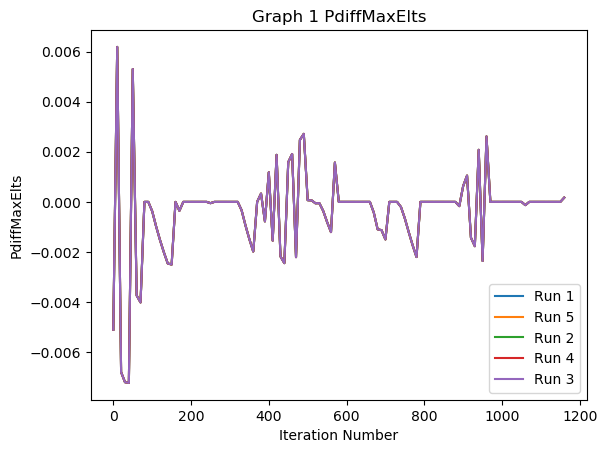 Graph 1 PdiffMaxElts
PdiffMaxElts
0.006
0.004
0.002
0.000
−0.002
−0.004
−0.006
Run 1
Run 5
Run 2
Run 4
Run 3
0 200 400 600 800 1000 1200
Iteration Number